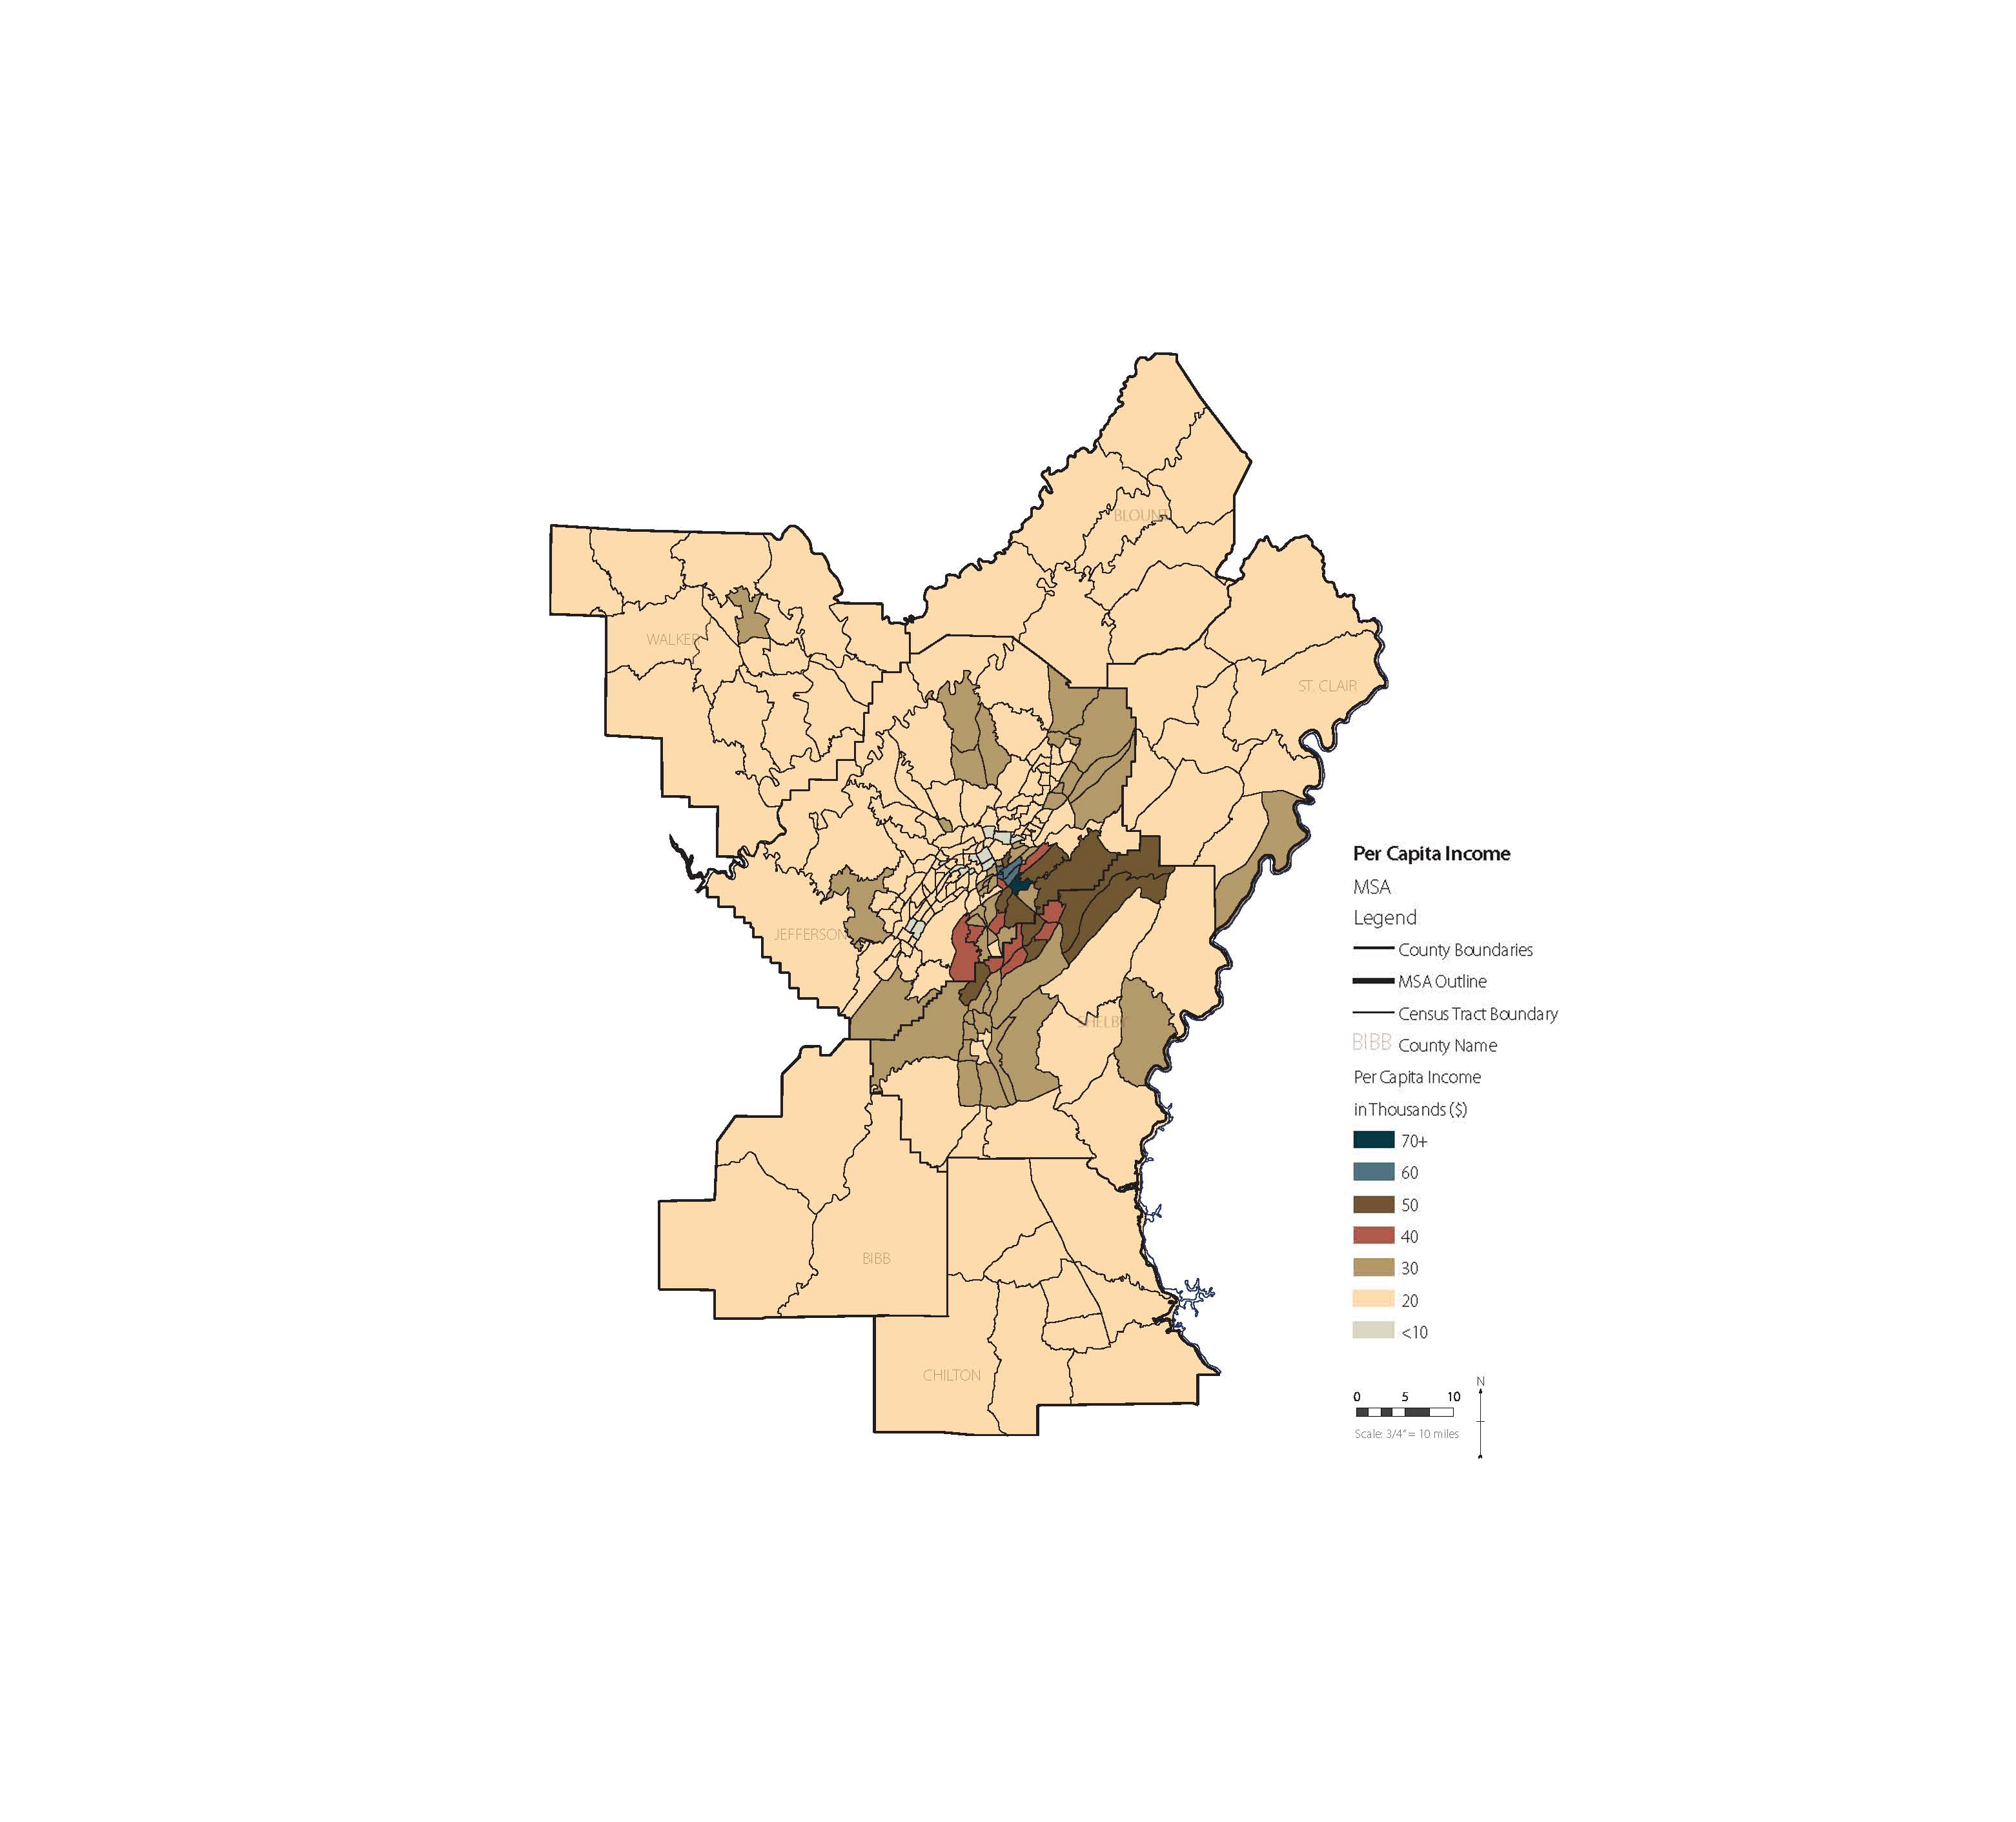 BLOUNT
WALKER
ST. CLAIR
JEFFERSON
SHELBY
BIBB
CHILTON
Per Capita Income
MSA
Legend
County Boundaries
MSA Outline
Census Tract Boundary
BIBB County Name
Per Capita Income
in Thousands ($)
70+
60
50
40
30
20
<10
0 5 10
N
Scale: 3/4" = 10 miles